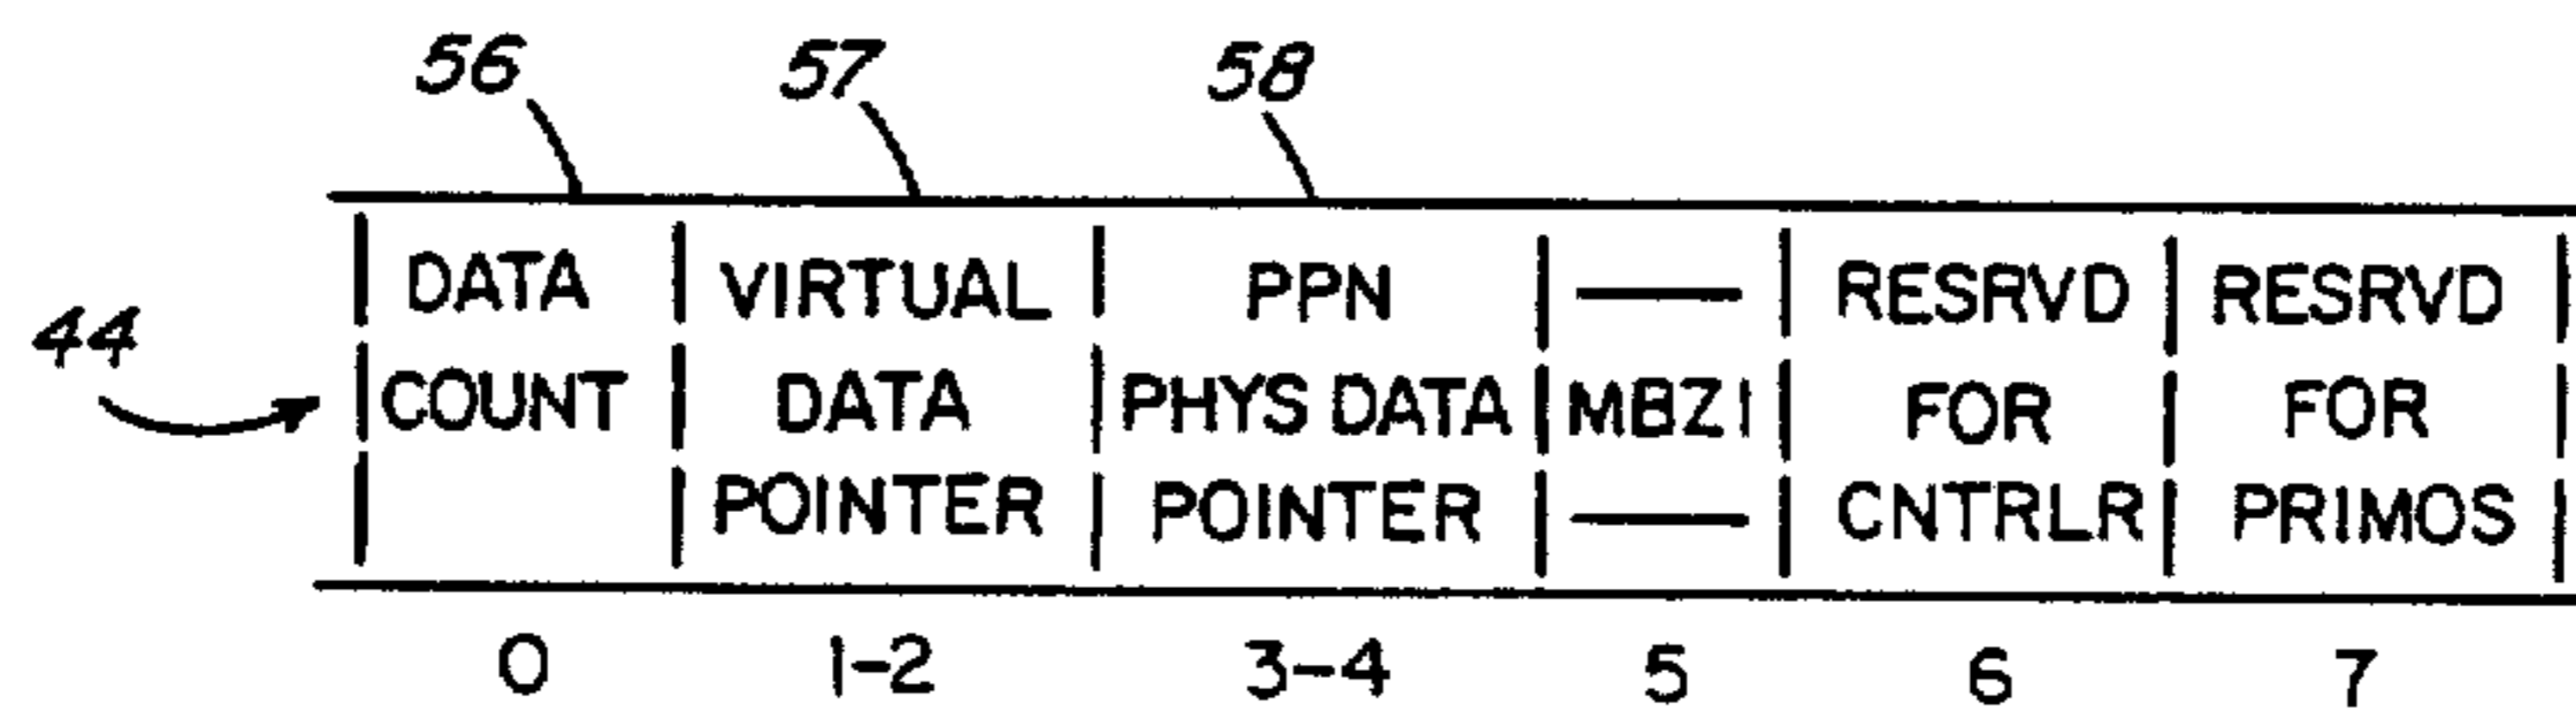 56 57 58
DATA VIRTUAL PPN — RESRVD RESRVD
44 COUNT DATA PHYS DATA MBZ1 FOR FOR
POINTER POINTER — CNTRLR PRIMOS
0 1-2 3-4 5 6 7